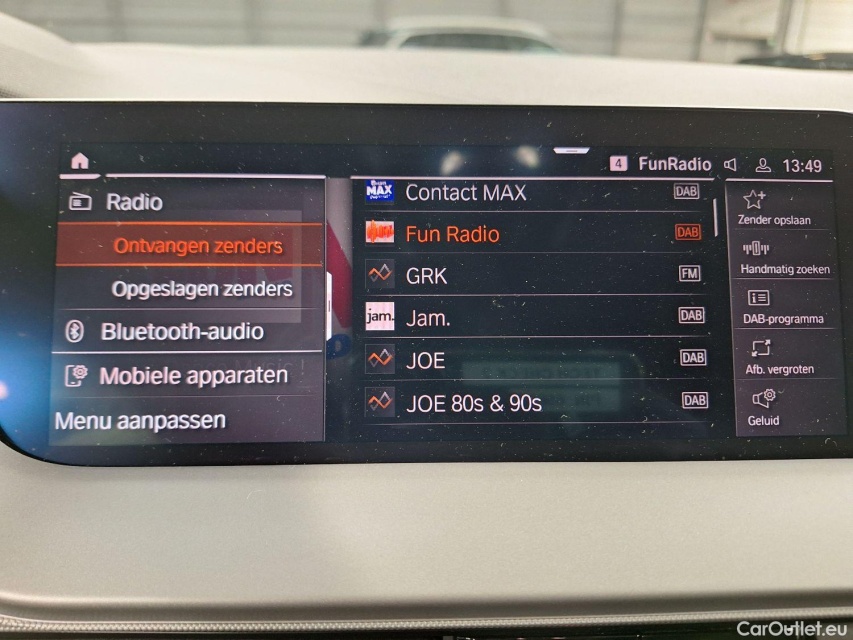 4 FunRadio 13:49
Radio
Ontvangen zenders
Opgeslagen zenders
Bluetooth-audio
Mobiele apparaten
Menu aanpassen
MAX Contact MAX DAB
Fun Radio DAB
GRK FM
jam. Jam. DAB
JOE DAB
JOE 80s & 90s DAB
Zender opslaan
Handmatig zoeken
DAB-programma
Afb. vergroten
Geluid
CarOutlet.eu